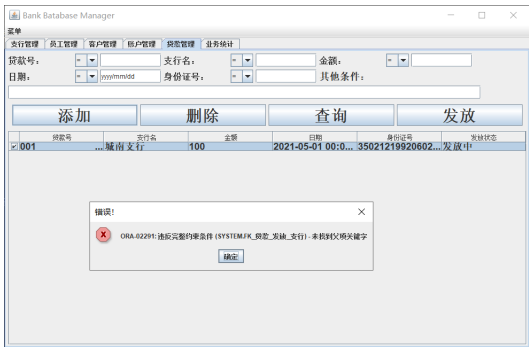 Bank Batabase Manager
菜单
支行管理 员工管理 客户管理 账户管理 贷款管理 业务统计
贷款号: = 支行名: = 金额: =
日期: = yyyy/mm/dd 身份证号: = 其他条件:
添加 删除 查询 发放
贷款号 支行名 金额 日期 身份证号 发放状态
001 ... 城南支行 100 2021-05-01 00:0... 35021219920602... 发放中
错误!
ORA-02291: 违反完整约束条件 (SYSTEM.FK_贷款_发放_支行) - 未找到父项关键字
确定